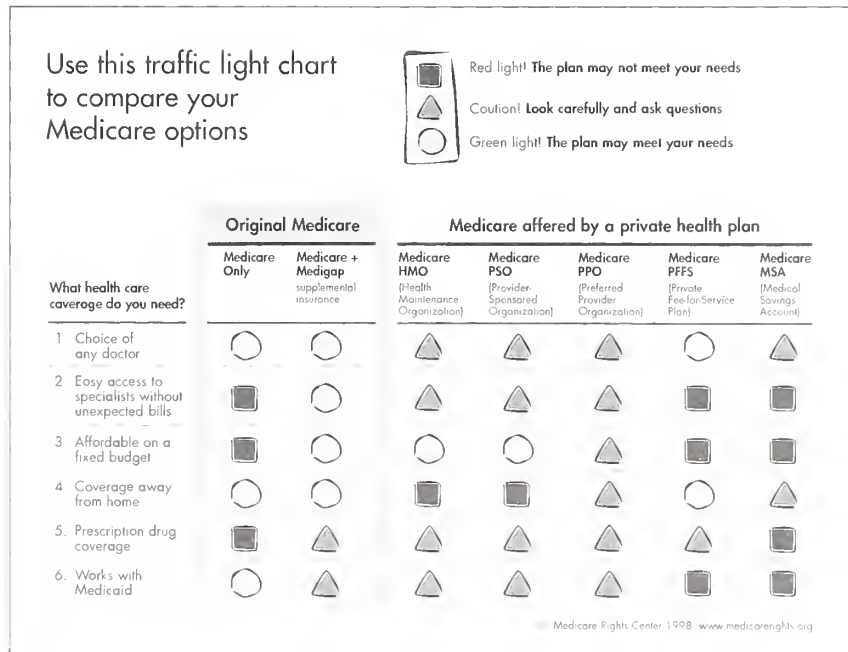 Use this traffic light chart
to compare your
Medicare options
Red light! The plan may not meet your needs
Coution! Look carefully and ask questions
Green light! The plan may meet yaur needs
Original Medicare
Medicare offered by a private health plan
What health care
caveroge do you need?
Medicare
Only
Medicare +
Medigap
supplemental
insurance
Medicare
HMO
(Health
Maintenance
Organization)
Medicare
PSO
(Provider-
Sponsored
Organization)
Medicare
PPO
(Preferred
Provider
Organization)
Medicare
PFFS
(Private
Fee-for-Service
Plan)
Medicare
MSA
(Medical
Savings
Account)
1 Choice of
any doctor
2 Eosy access to
specialists without
unexpected bills
3 Affordable on a
fixed budget
4 Coverage away
from home
5. Prescription drug
coverage
6. Works with
Medicaid
Medicare Rights Center 1998 www.medicarerights.org